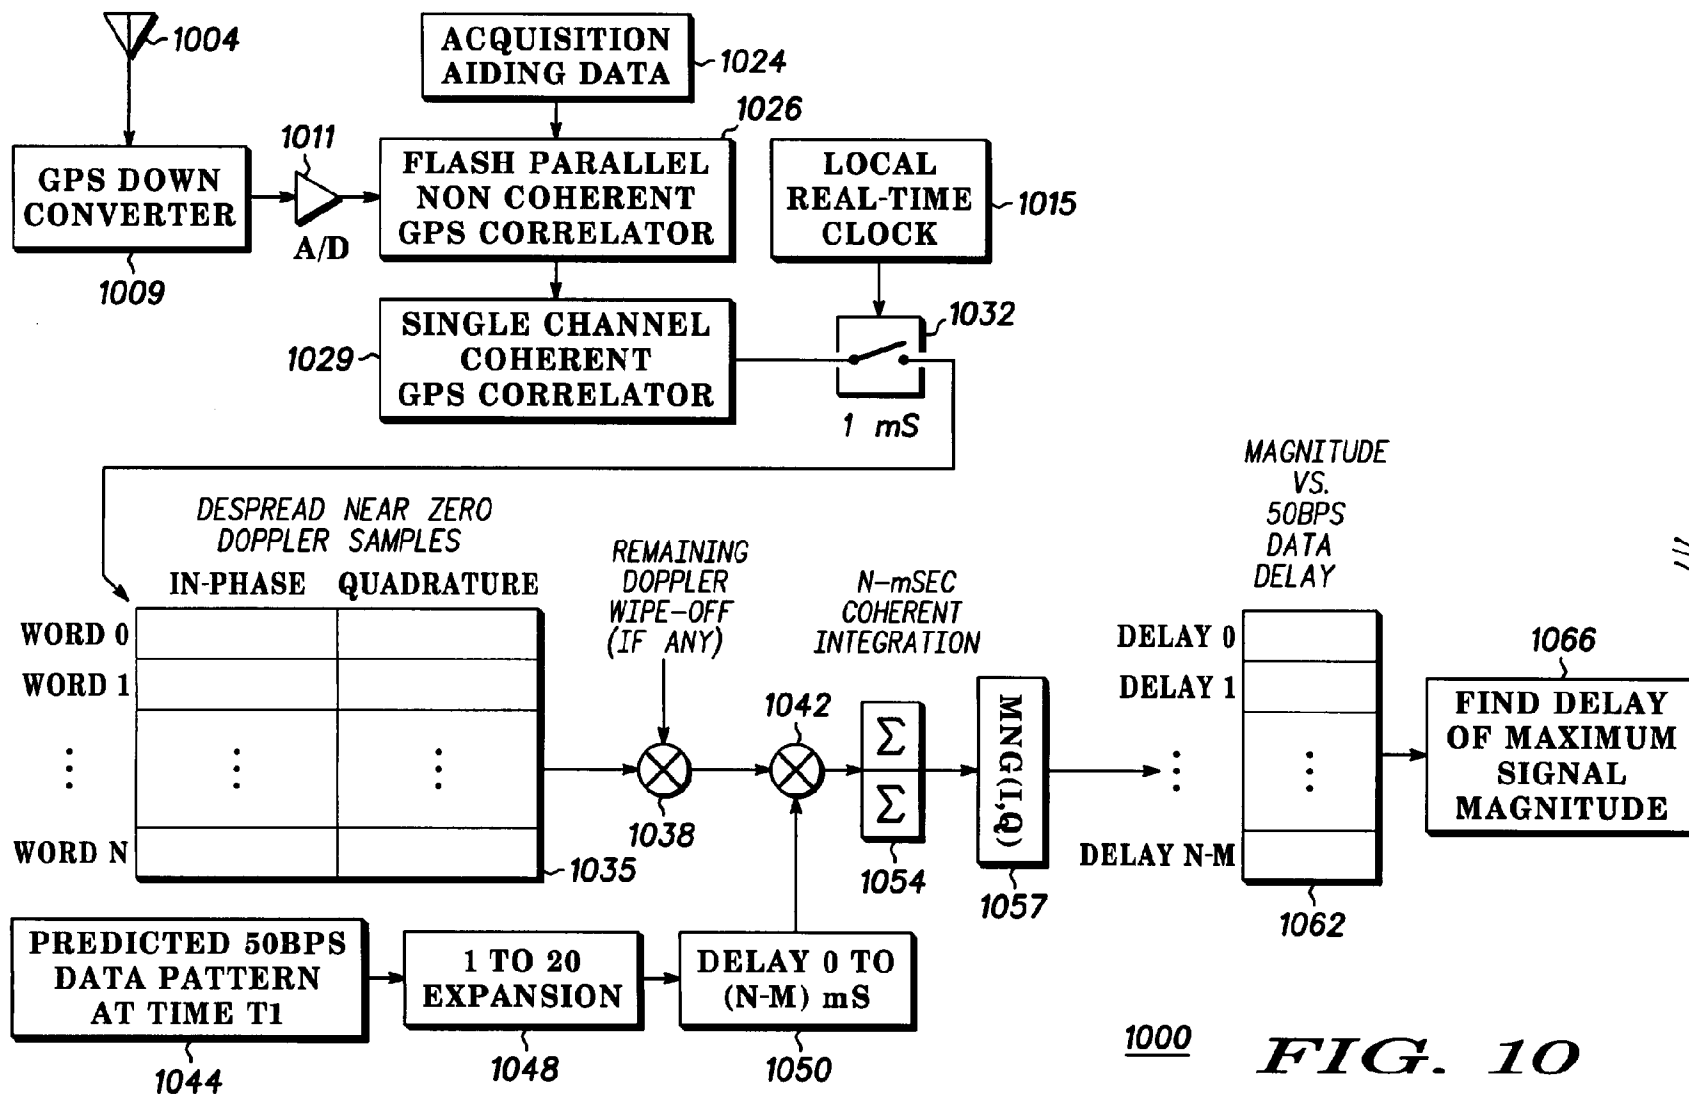 1004
ACQUISITION
AIDING DATA
1024
1026
1011
GPS DOWN
CONVERTER
A/D
1009
FLASH PARALLEL
NON COHERENT
GPS CORRELATOR
LOCAL
REAL-TIME
CLOCK
1015
1029
SINGLE CHANNEL
COHERENT
GPS CORRELATOR
1032
1 mS
DESPREAD NEAR ZERO
DOPPLER SAMPLES
IN-PHASE
QUADRATURE
WORD 0
WORD 1
WORD N
1035
REMAINING
DOPPLER
WIPE-OFF
(IF ANY)
1038
1042
N-mSEC
COHERENT
INTEGRATION
Σ
Σ
1054
MNG(I,Q)
1057
MAGNITUDE
VS.
50BPS
DATA
DELAY
DELAY 0
DELAY 1
DELAY N-M
1062
1066
FIND DELAY
OF MAXIMUM
SIGNAL
MAGNITUDE
PREDICTED 50BPS
DATA PATTERN
AT TIME T1
1044
1 TO 20
EXPANSION
1048
DELAY 0 TO
(N-M) mS
1050
1000
FIG. 10